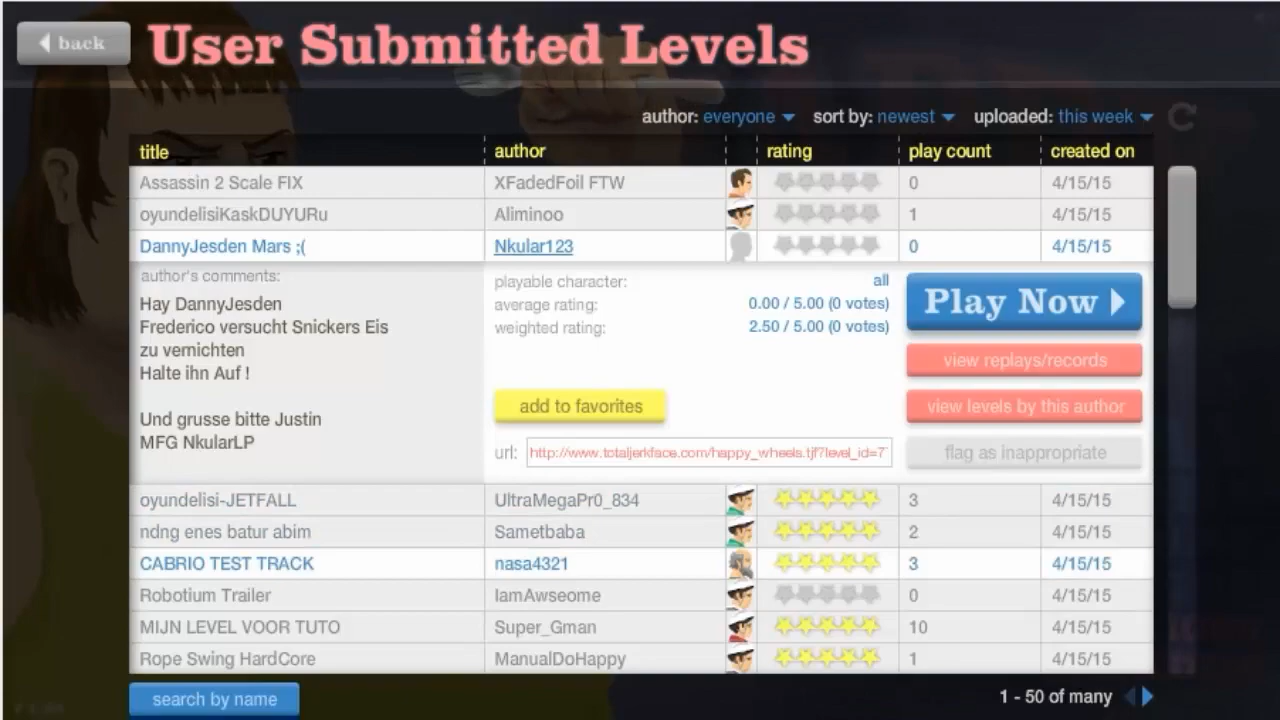 back
User Submitted Levels
author: everyone sort by: newest uploaded: this week
title author rating play count created on
Assassin 2 Scale FIX XFadedFoil FTW 0 4/15/15
oyundelisiKaskDUYURu Aliminoo 1 4/15/15
DannyJesden Mars ;( Nkular123 0 4/15/15
author's comments:
Hay DannyJesden
Frederico versucht Snickers Eis
zu vernichten
Halte ihn Auf !
Und grusse bitte Justin
MFG NkularLP
playable character: all
average rating: 0.00 / 5.00 (0 votes)
weighted rating: 2.50 / 5.00 (0 votes)
add to favorites
url: http://www.totaljerkface.com/happy_wheels.tjf?level_id=7
Play Now
view replays/records
view levels by this author
flag as inappropriate
oyundelisi-JETFALL UltraMegaPr0_834 3 4/15/15
ndng enes batur abim Sametbaba 2 4/15/15
CABRIO TEST TRACK nasa4321 3 4/15/15
Robotium Trailer IamAwseome 0 4/15/15
MIJN LEVEL VOOR TUTO Super_Gman 10 4/15/15
Rope Swing HardCore ManualDoHappy 1 4/15/15
search by name
1 - 50 of many